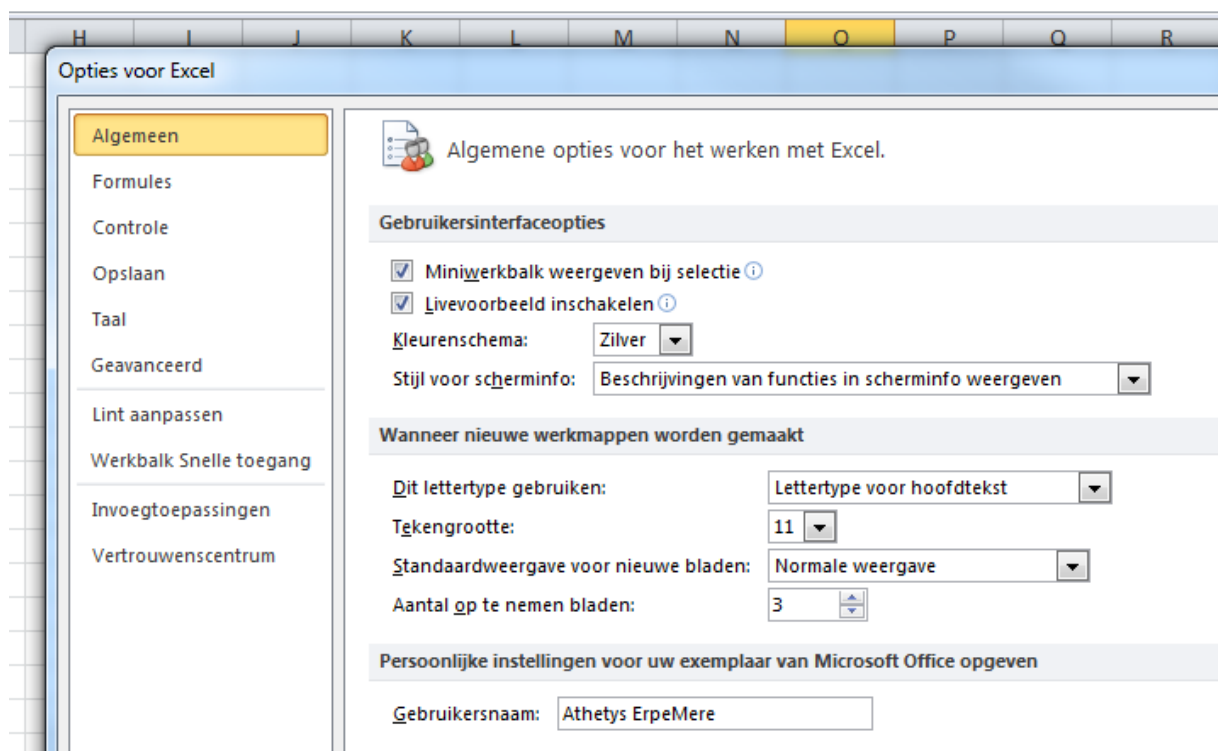 H I J K L M N O P Q R
Opties voor Excel
Algemeen
Formules
Controle
Opslaan
Taal
Geavanceerd
Lint aanpassen
Werkbalk Snelle toegang
Invoegtoepassingen
Vertrouwenscentrum
Algemene opties voor het werken met Excel.
Gebruikersinterfaceopties
Miniwerkbalk weergeven bij selectie
Livevoorbeeld inschakelen
Kleurenschema: Zilver
Stijl voor scherminfo: Beschrijvingen van functies in scherminfo weergeven
Wanneer nieuwe werkmappen worden gemaakt
Dit lettertype gebruiken: Lettertype voor hoofdtekst
Tekengrootte: 11
Standaardweergave voor nieuwe bladen: Normale weergave
Aantal op te nemen bladen: 3
Persoonlijke instellingen voor uw exemplaar van Microsoft Office opgeven
Gebruikersnaam: Athetys ErpeMere